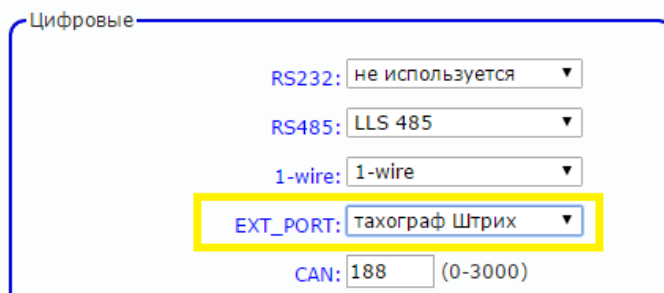 Цифровые
RS232: не используется
RS485: LLS 485
1-wire: 1-wire
EXT_PORT: тахограф Штрих
CAN: 188 (0-3000)